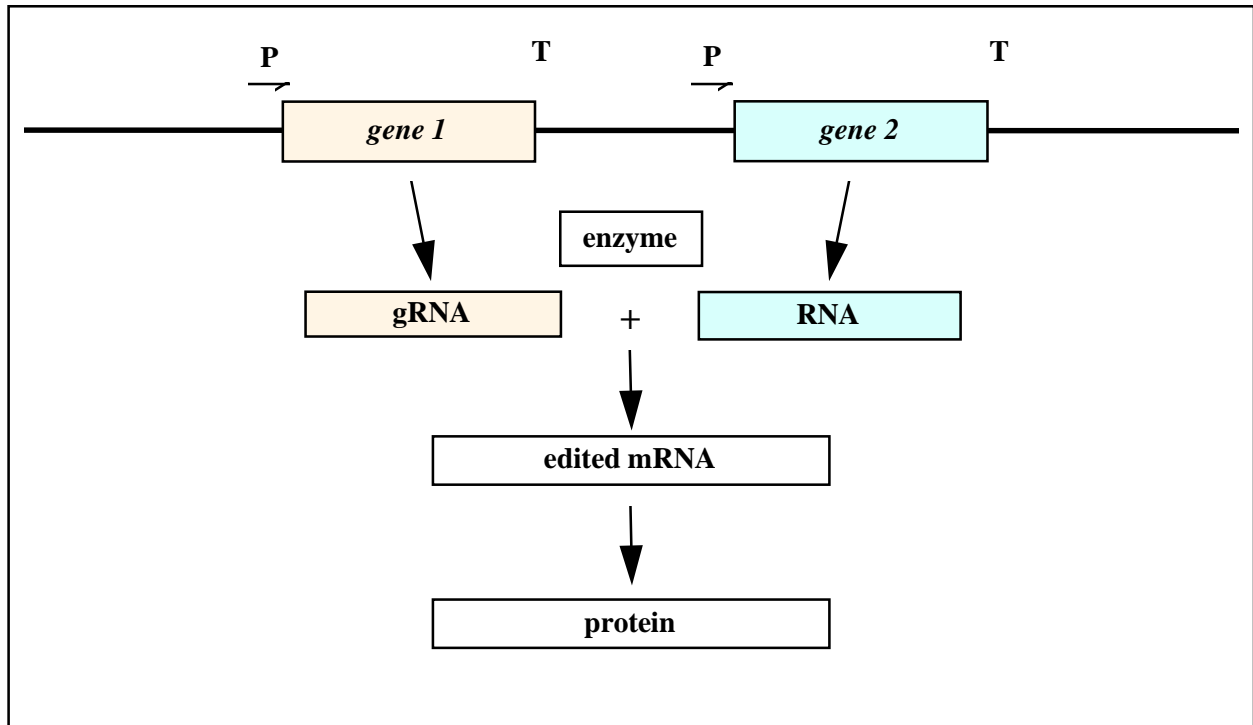 P T P T
gene 1 gene 2
enzyme
gRNA + RNA
edited mRNA
protein